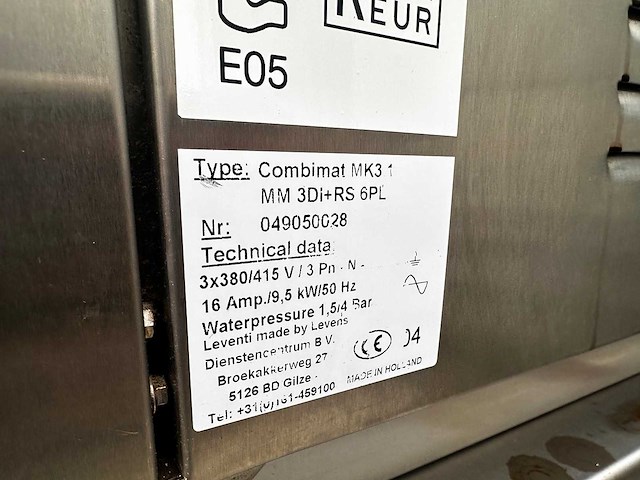 KEUR
E05
Type: Combimat MK3 1
MM 3Di+RS 6PL
Nr: 049050028
Technical data
3x380/415 V / 3 Pn - N -
16 Amp./9,5 kW/50 Hz
Waterpressure 1,5/4 Bar
Leventi made by Levens
Dienstencentrum B.V.
Broekakkerweg 27
5126 BD Gilze
Tel: +31(0)161-459100
CE 04
MADE IN HOLLAND